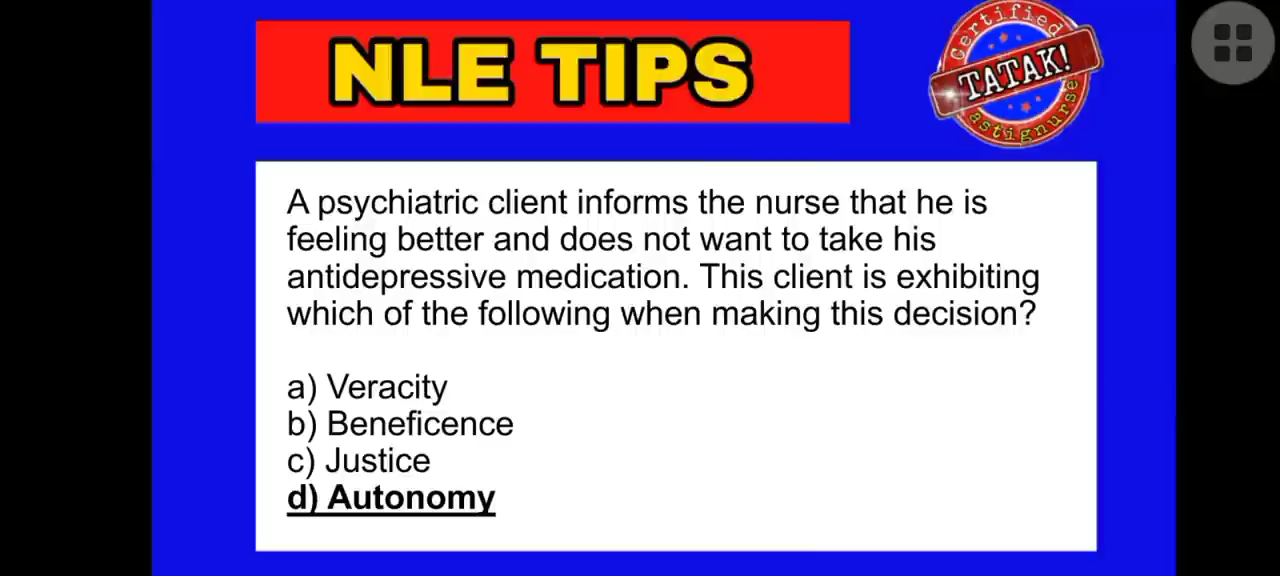 NLE TIPS
Certified
TATAK!
astignurse
A psychiatric client informs the nurse that he is
feeling better and does not want to take his
antidepressive medication. This client is exhibiting
which of the following when making this decision?
a) Veracity
b) Beneficence
c) Justice
d) Autonomy